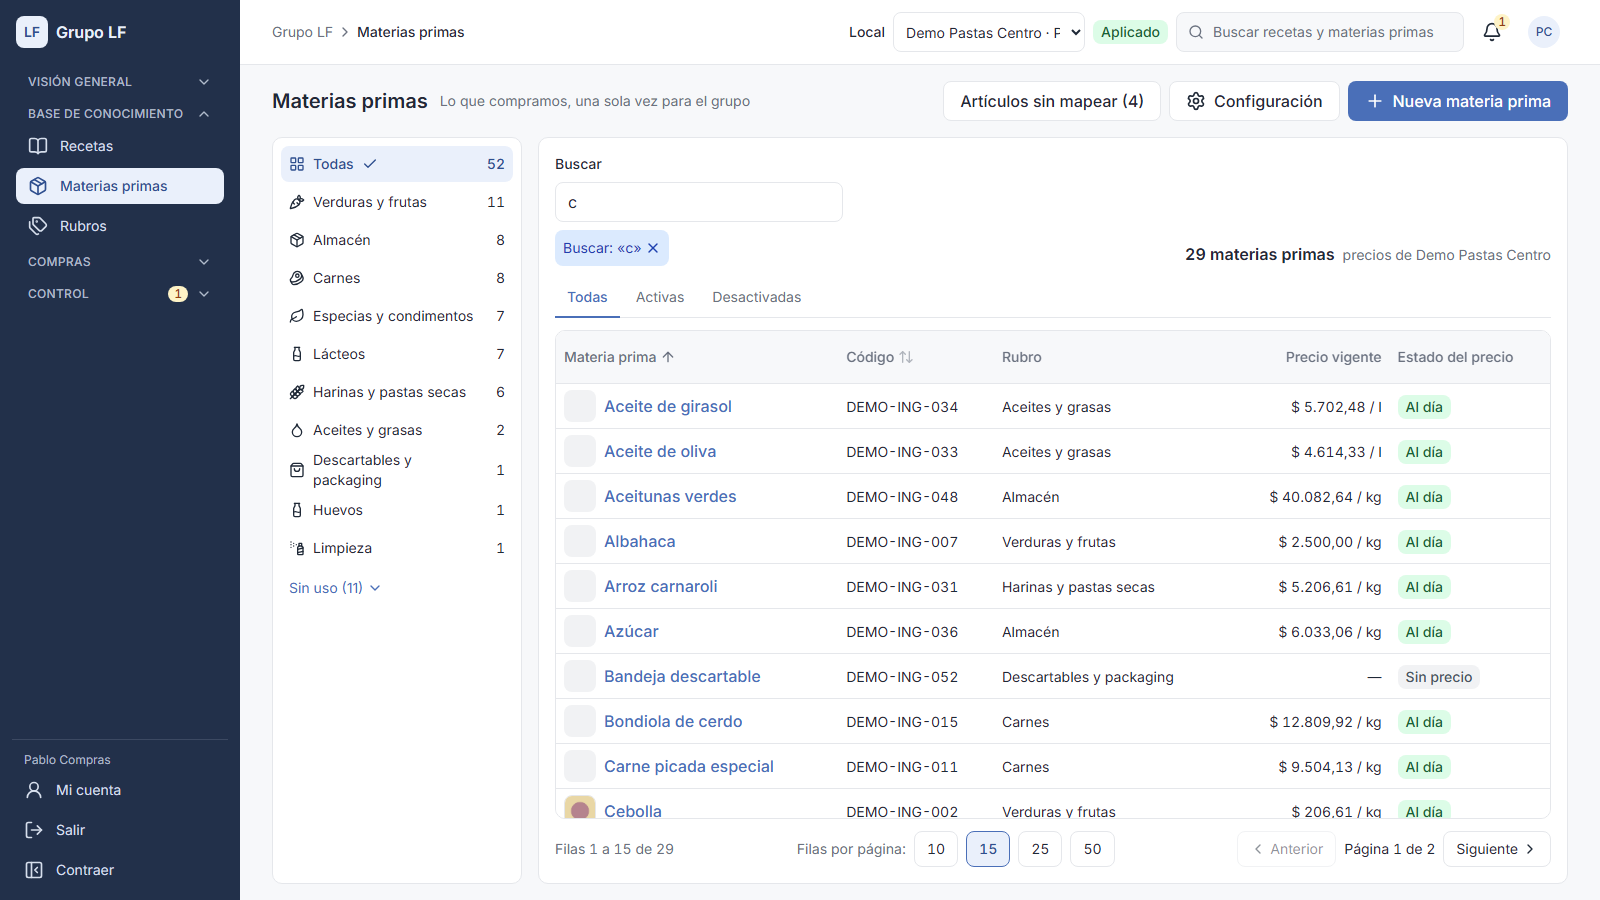 LF Grupo LF
VISIÓN GENERAL
BASE DE CONOCIMIENTO
Recetas
Materias primas
Rubros
COMPRAS
CONTROL 1
Pablo Compras
Mi cuenta
Salir
Contraer
Grupo LF > Materias primas
Local Demo Pastas Centro · P Aplicado Buscar recetas y materias primas 1 PC
Materias primas Lo que compramos, una sola vez para el grupo
Artículos sin mapear (4) Configuración Nueva materia prima
Todas 52
Verduras y frutas 11
Almacén 8
Carnes 8
Especias y condimentos 7
Lácteos 7
Harinas y pastas secas 6
Aceites y grasas 2
Descartables y
packaging 1
Huevos 1
Limpieza 1
Sin uso (11)
Buscar
c
Buscar: «c»
29 materias primas precios de Demo Pastas Centro
Todas Activas Desactivadas
Materia prima Código Rubro Precio vigente Estado del precio
Aceite de girasol DEMO-ING-034 Aceites y grasas $ 5.702,48 / l Al día
Aceite de oliva DEMO-ING-033 Aceites y grasas $ 4.614,33 / l Al día
Aceitunas verdes DEMO-ING-048 Almacén $ 40.082,64 / kg Al día
Albahaca DEMO-ING-007 Verduras y frutas $ 2.500,00 / kg Al día
Arroz carnaroli DEMO-ING-031 Harinas y pastas secas $ 5.206,61 / kg Al día
Azúcar DEMO-ING-036 Almacén $ 6.033,06 / kg Al día
Bandeja descartable DEMO-ING-052 Descartables y packaging — Sin precio
Bondiola de cerdo DEMO-ING-015 Carnes $ 12.809,92 / kg Al día
Carne picada especial DEMO-ING-011 Carnes $ 9.504,13 / kg Al día
Cebolla DEMO-ING-002 Verduras y frutas $ 206,61 / kg Al día
Filas 1 a 15 de 29 Filas por página: 10 15 25 50 Anterior Página 1 de 2 Siguiente